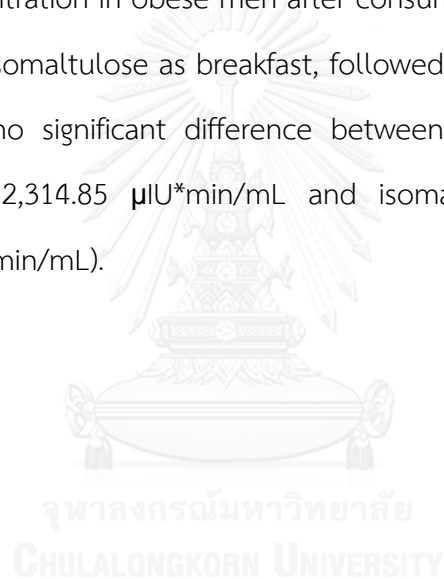 tration in obese men after consu
somaltulose as breakfast, followed
no significant difference between
2,314.85 µIU*min/mL and isoma
min/mL).
จุฬาลงกรณ์มหาวิทยาลัย
CHULALONGKORN UNIVERSITY